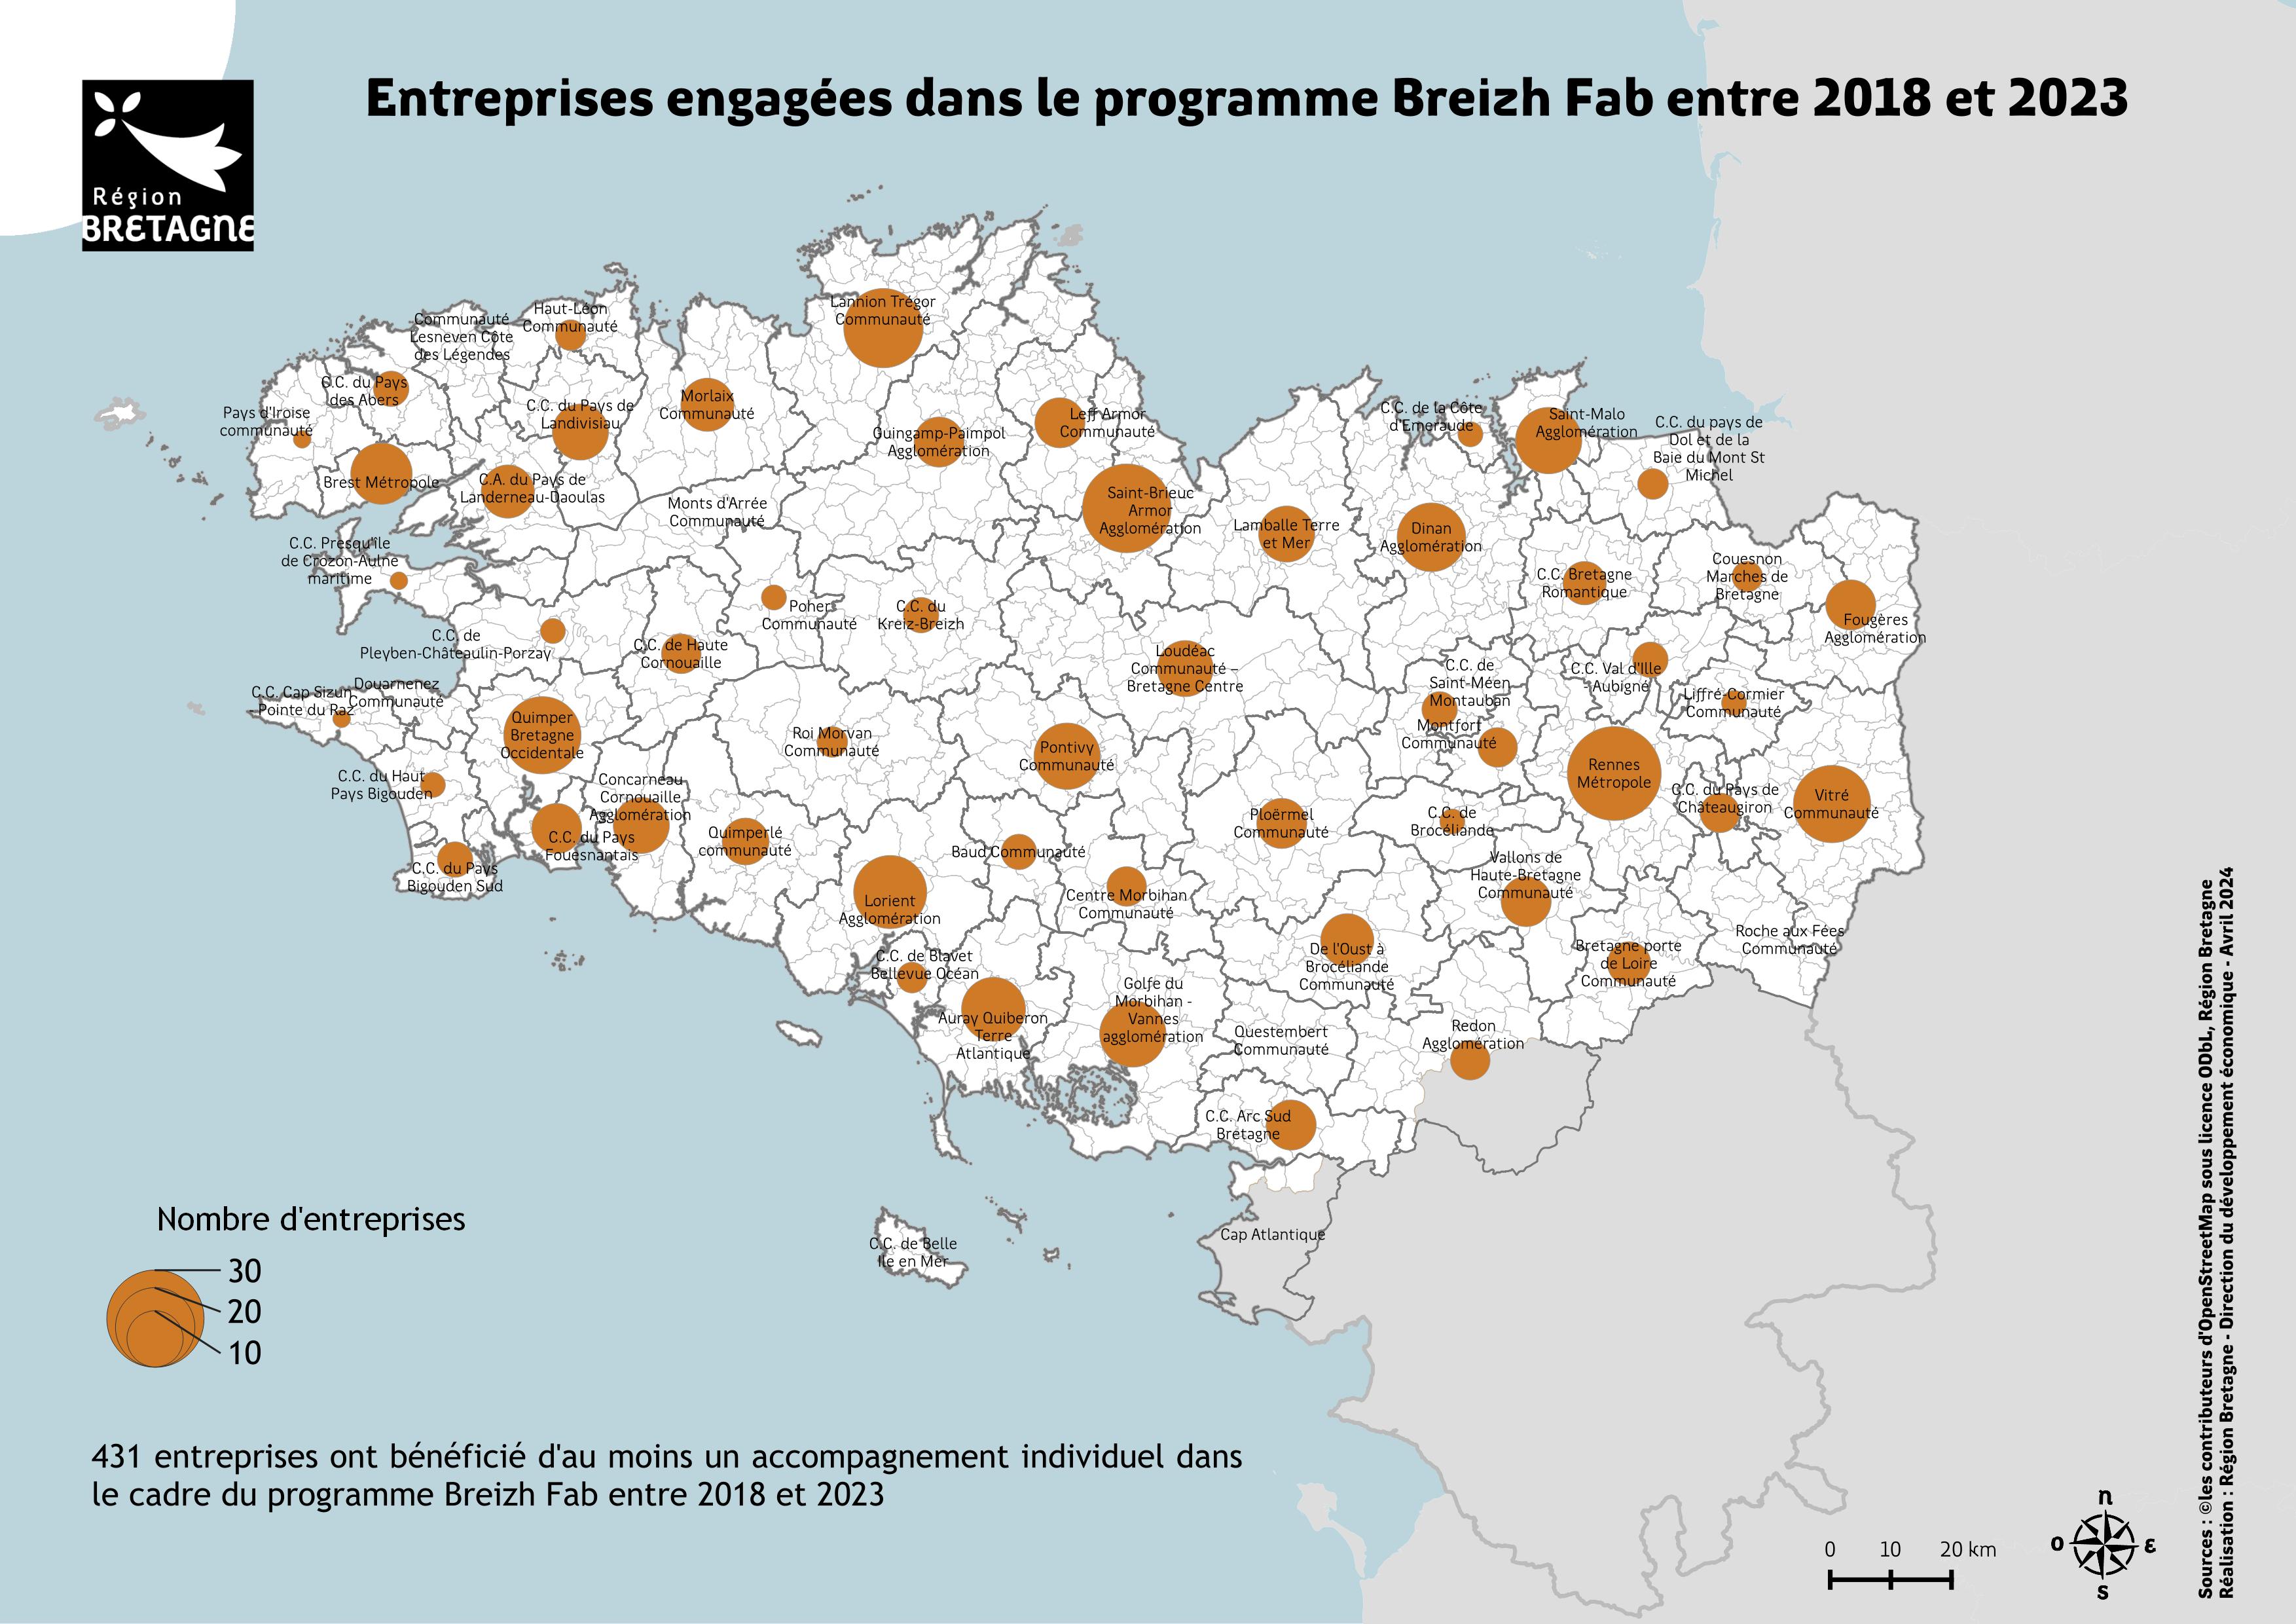 Entreprises engagées dans le programme Breizh Fab entre 2018 et 2023
Région
BRETAGNE
Lannion Trégor
Communauté
Haut-Léon
Communauté
Communauté
Lesneven Côte
des Légendes
C.C. du Pays
des Abers
Pays d'Iroise
communauté
C.C. du Pays de
Landivisiau
Morlaix
Communauté
Guingamp-Paimpol
Agglomération
Leff Armor
Communauté
C.C. de la Côte
d'Emeraude
Saint-Malo
Agglomération
C.C. du pays de
Dol et de la
Baie du Mont St
Michel
Brest Métropole
C.A. du Pays de
Landerneau-Daoulas
Monts d'Arrée
Communauté
Saint-Brieuc
Armor
Agglomération
Lamballe Terre
et Mer
Dinan
Agglomération
C.C. Presqu'île
de Crozon-Aulne
maritime
C.C. Bretagne
Romantique
Couesnon
Marches de
Bretagne
Fougères
Agglomération
Poher
Communauté
C.C. du
Kreiz-Breizh
C.C. de
Pleyben-Châteaulin-Porzay
C.C. de Haute
Cornouaille
Loudéac
Communauté –
Bretagne Centre
C.C. de
Saint-Méen
Montauban
C.C. Val d'Ille
- Aubigné
Liffré-Cormier
Communauté
C.C. Cap Sizun
- Pointe du Raz
Douarnenez
Communauté
Quimper
Bretagne
Occidentale
Roi Morvan
Communauté
Pontivy
Communauté
Montfort
Communauté
Rennes
Métropole
C.C. du Pays de
Châteaugiron
Vitré
Communauté
C.C. du Haut
Pays Bigouden
Concarneau
Cornouaille
Agglomération
C.C. du Pays
Fouesnantais
Quimperlé
communauté
Ploërmel
Communauté
C.C. de
Brocéliande
Baud Communauté
C.C. du Pays
Bigouden Sud
Lorient
Agglomération
Centre Morbihan
Communauté
Vallons de
Haute-Bretagne
Communauté
Roche aux Fées
Communauté
De l'Oust à
Brocéliande
Communauté
Bretagne porte
de Loire
Communauté
C.C. de Blavet
Bellevue Océan
Auray Quiberon
Terre
Atlantique
Golfe du
Morbihan -
Vannes
agglomération
Questembert
Communauté
Redon
Agglomération
C.C. Arc Sud
Bretagne
Cap Atlantique
C.C. de Belle
Ile en Mer
Nombre d'entreprises
30
20
10
431 entreprises ont bénéficié d'au moins un accompagnement individuel dans
le cadre du programme Breizh Fab entre 2018 et 2023
0 10 20 km
n
o
ε
s
Sources : ©les contributeurs d'OpenStreetMap sous licence ODbL, Région Bretagne
Réalisation : Région Bretagne - Direction du développement économique - Avril 2024